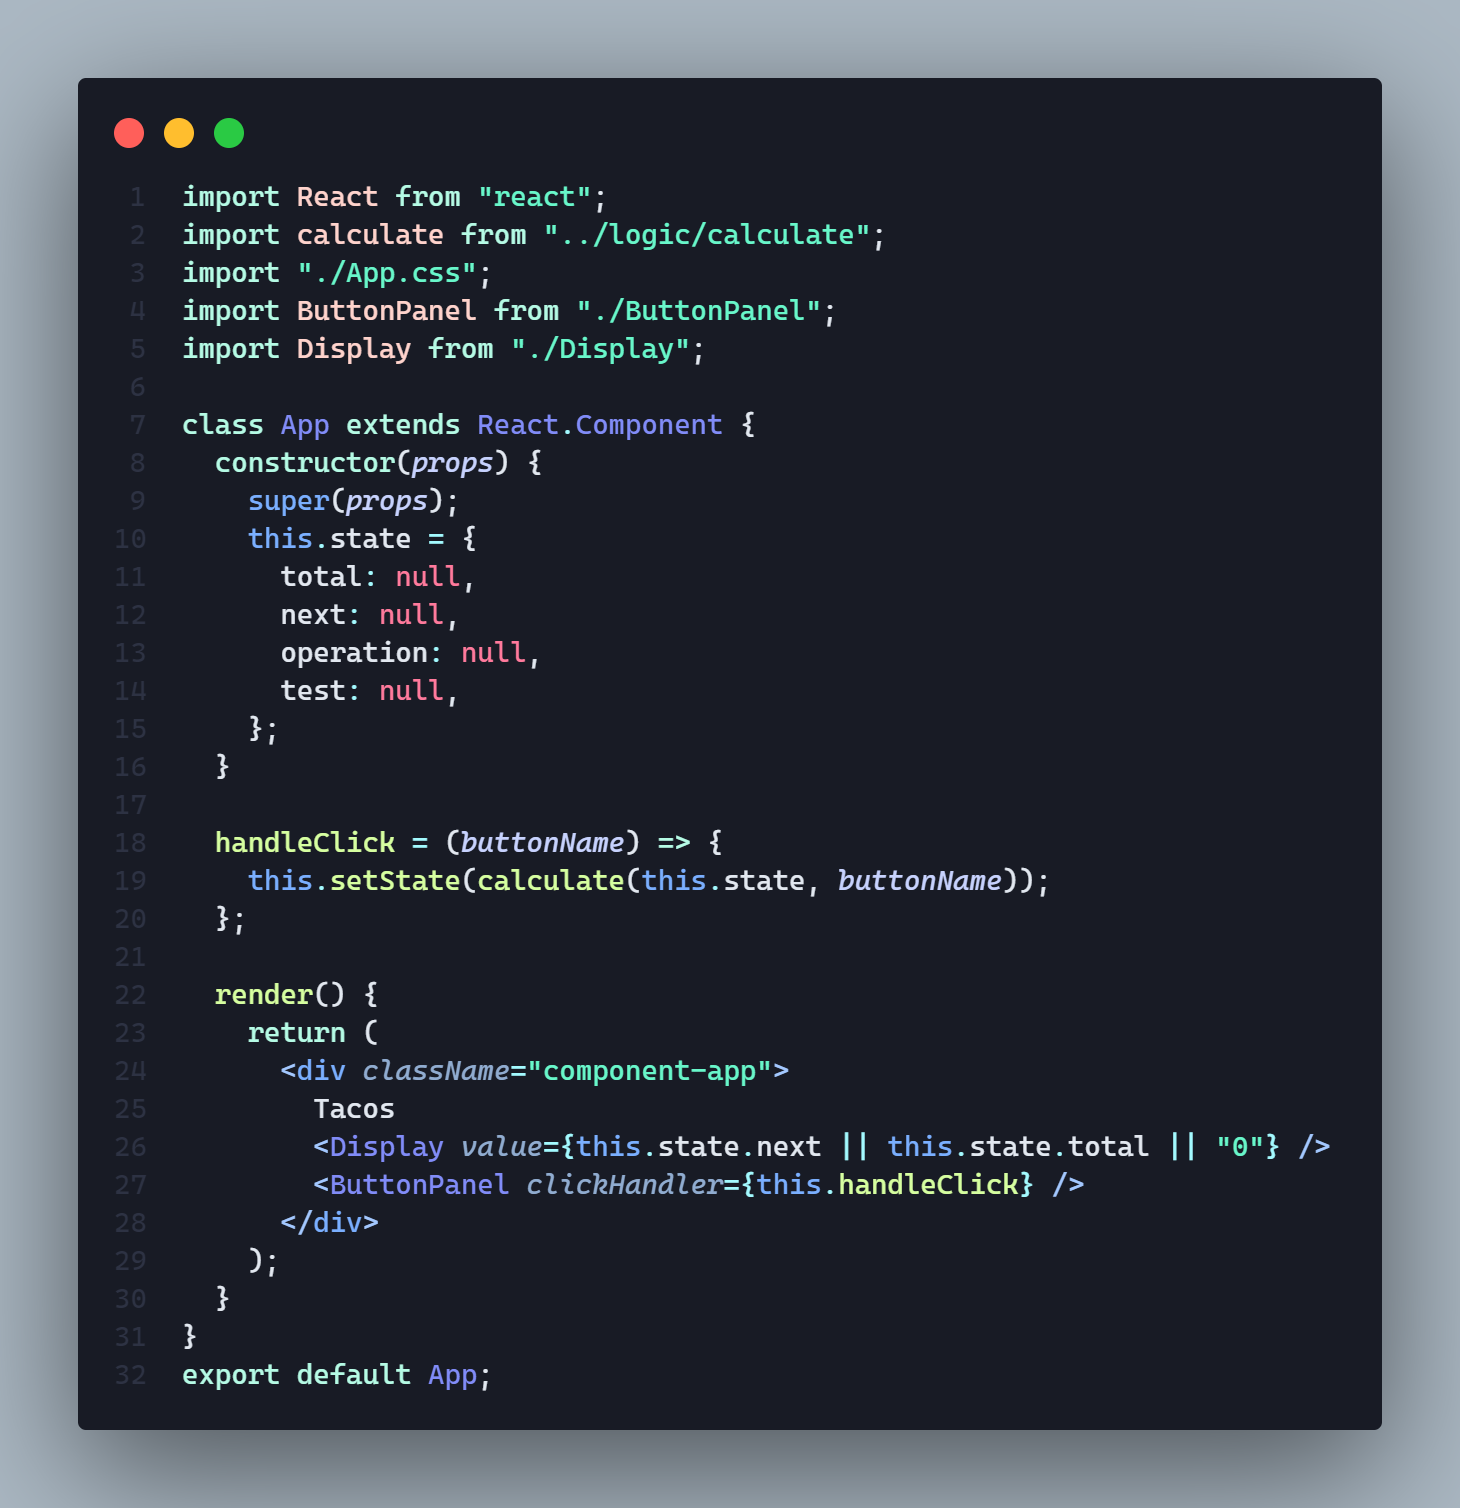 1 import React from "react";
2 import calculate from "../logic/calculate";
3 import "./App.css";
4 import ButtonPanel from "./ButtonPanel";
5 import Display from "./Display";
6
7 class App extends React.Component {
8   constructor(props) {
9     super(props);
10     this.state = {
11       total: null,
12       next: null,
13       operation: null,
14       test: null,
15     };
16   }
17
18   handleClick = (buttonName) => {
19     this.setState(calculate(this.state, buttonName));
20   };
21
22   render() {
23     return (
24       <div className="component-app">
25         Tacos
26         <Display value={this.state.next || this.state.total || "0"} />
27         <ButtonPanel clickHandler={this.handleClick} />
28       </div>
29     );
30   }
31 }
32 export default App;